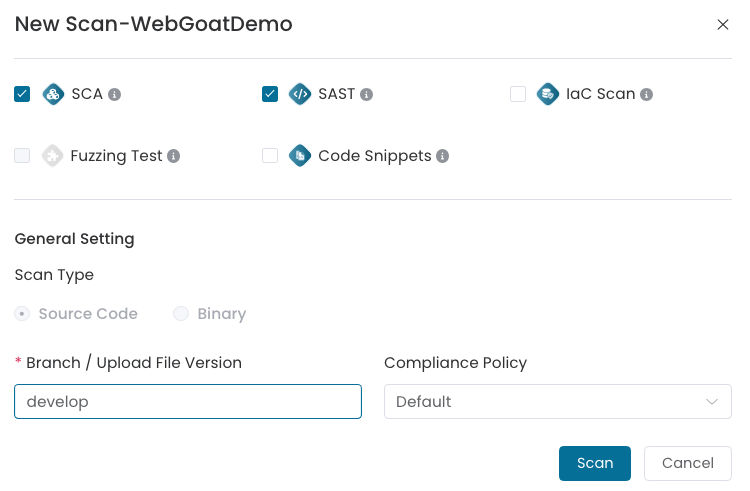 New Scan-WebGoatDemo
SCA
SAST
IaC Scan
Fuzzing Test
Code Snippets
General Setting
Scan Type
Source Code
Binary
* Branch / Upload File Version
Compliance Policy
develop
Default
Scan
Cancel